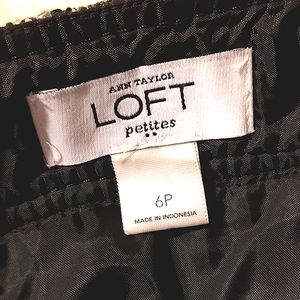 ANN TAYLOR
LOFT
petites
6P
MADE IN INDONESIA